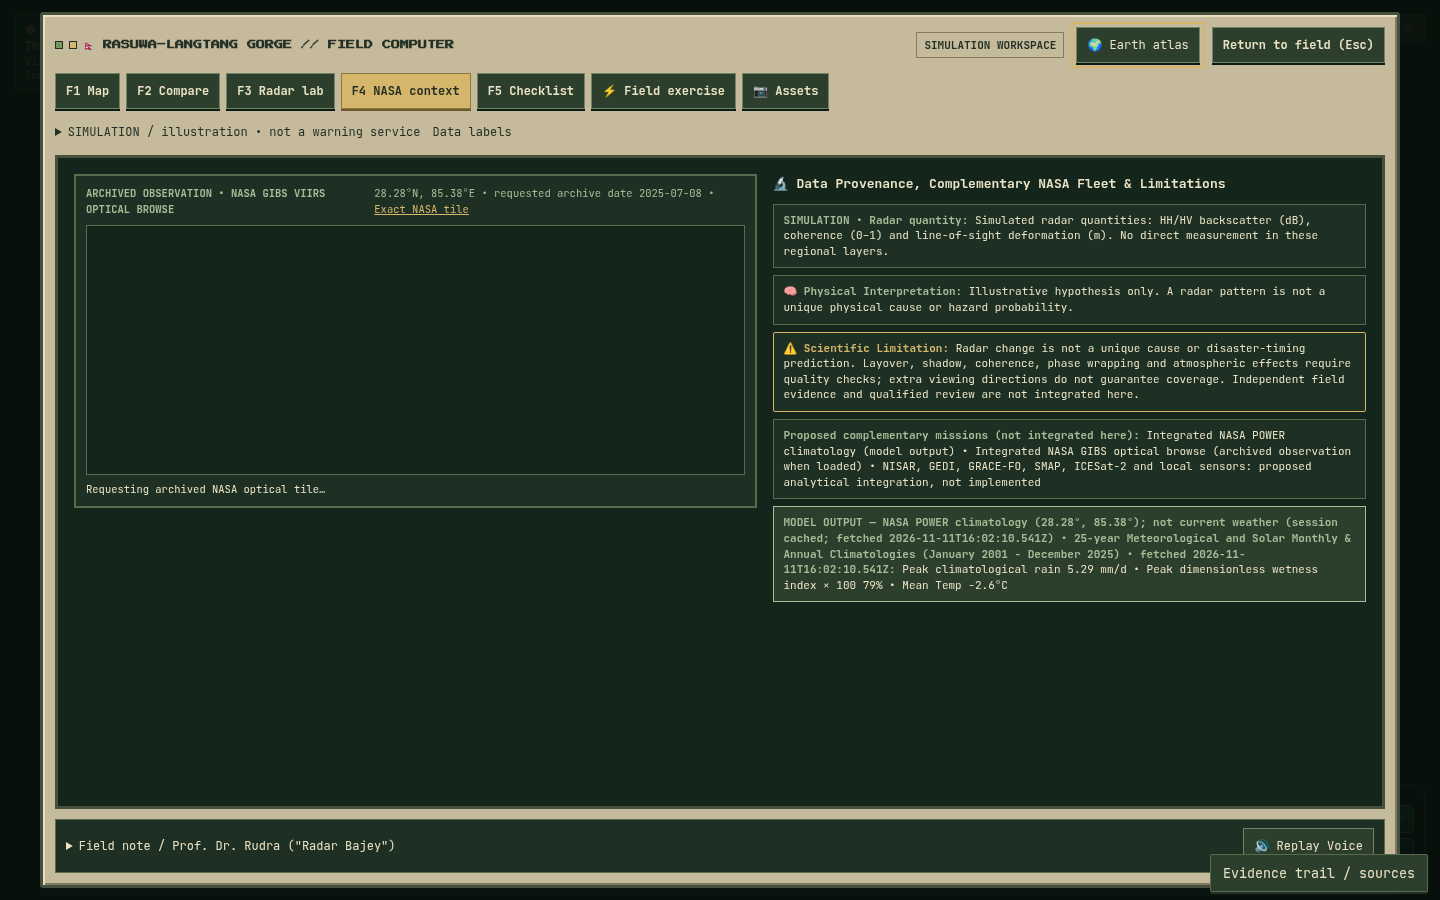 RASUWA-LANGTANG GORGE // FIELD COMPUTER
SIMULATION WORKSPACE
Earth atlas
Return to field (Esc)
F1 Map
F2 Compare
F3 Radar lab
F4 NASA context
F5 Checklist
Field exercise
Assets
SIMULATION / illustration • not a warning service Data labels
ARCHIVED OBSERVATION • NASA GIBS VIIRS
OPTICAL BROWSE
28.28°N, 85.38°E • requested archive date 2025-07-08 •
Exact NASA tile
Requesting archived NASA optical tile…
Data Provenance, Complementary NASA Fleet & Limitations
SIMULATION • Radar quantity: Simulated radar quantities: HH/HV backscatter (dB),
coherence (0–1) and line-of-sight deformation (m). No direct measurement in these
regional layers.
Physical Interpretation: Illustrative hypothesis only. A radar pattern is not a
unique physical cause or hazard probability.
Scientific Limitation: Radar change is not a unique cause or disaster-timing
prediction. Layover, shadow, coherence, phase wrapping and atmospheric effects require
quality checks; extra viewing directions do not guarantee coverage. Independent field
evidence and qualified review are not integrated here.
Proposed complementary missions (not integrated here): Integrated NASA POWER
climatology (model output) • Integrated NASA GIBS optical browse (archived observation
when loaded) • NISAR, GEDI, GRACE-FO, SMAP, ICESat-2 and local sensors: proposed
analytical integration, not implemented
MODEL OUTPUT — NASA POWER climatology (28.28°, 85.38°); not current weather (session
cached; fetched 2026-11-11T16:02:10.541Z) • 25-year Meteorological and Solar Monthly &
Annual Climatologies (January 2001 - December 2025) • fetched 2026-11-
11T16:02:10.541Z: Peak climatological rain 5.29 mm/d • Peak dimensionless wetness
index × 100 79% • Mean Temp -2.6°C
Field note / Prof. Dr. Rudra ("Radar Bajey")
Replay Voice
Evidence trail / sources